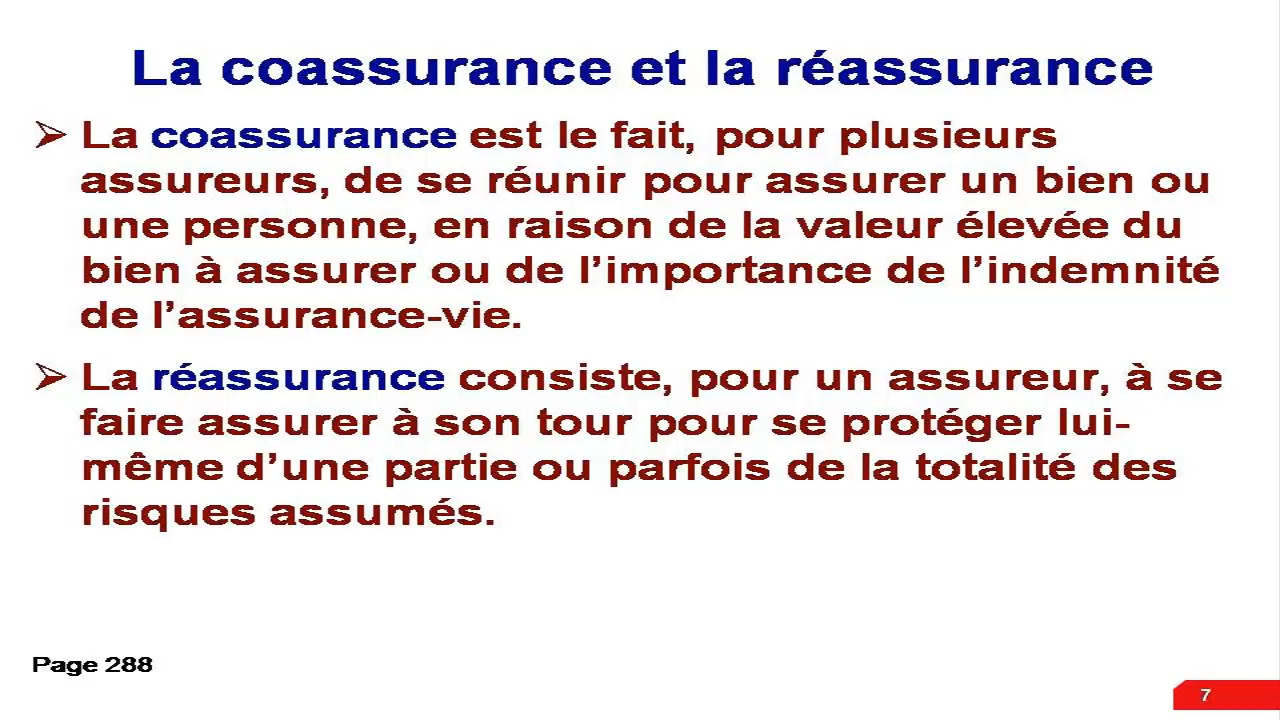 La coassurance et la réassurance
La coassurance est le fait, pour plusieurs
assureurs, de se réunir pour assurer un bien ou
une personne, en raison de la valeur élevée du
bien à assurer ou de l’importance de l’indemnité
de l’assurance-vie.
La réassurance consiste, pour un assureur, à se
faire assurer à son tour pour se protéger lui-
même d’une partie ou parfois de la totalité des
risques assumés.
Page 288
7